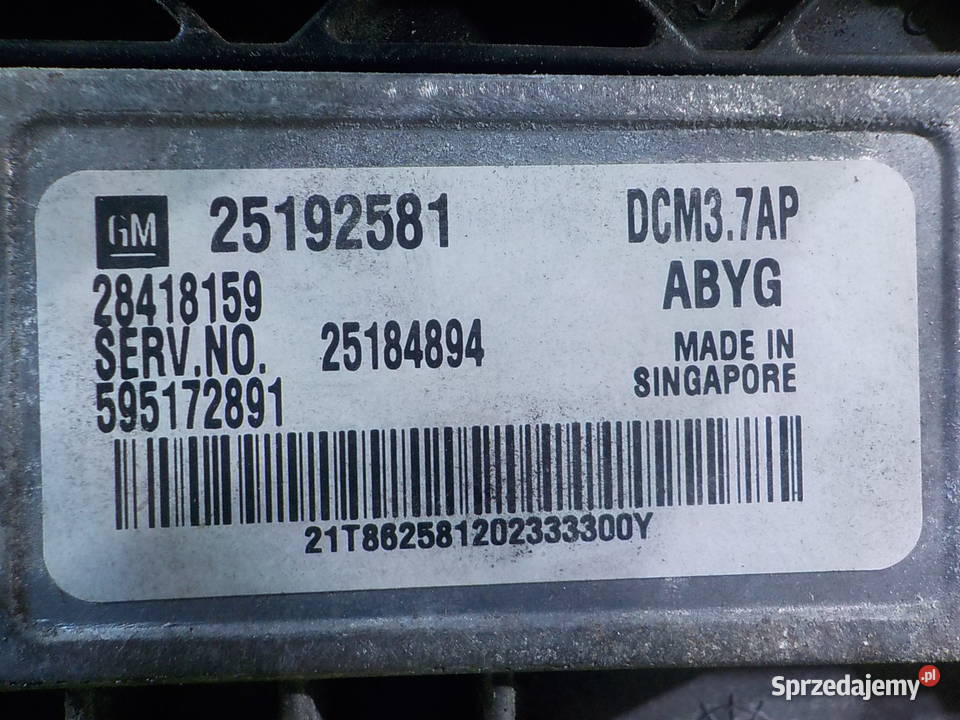 GM 25192581 DCM3.7AP
28418159 ABYG
SERV.NO. 25184894 MADE IN
595172891 SINGAPORE
21T862581202333300Y
Sprzedajemy.pl